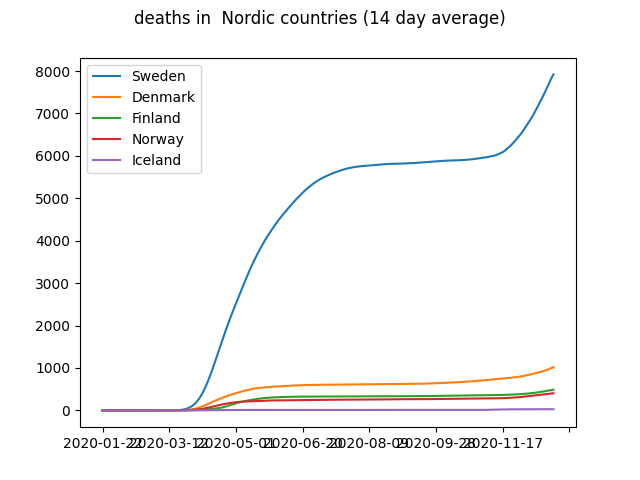 deaths in  Nordic countries (14 day average)
8000
7000
6000
5000
4000
3000
2000
1000
0
Sweden
Denmark
Finland
Norway
Iceland
2020-01-22 2020-03-12 2020-05-01 2020-06-20 2020-08-09 2020-09-28 2020-11-17